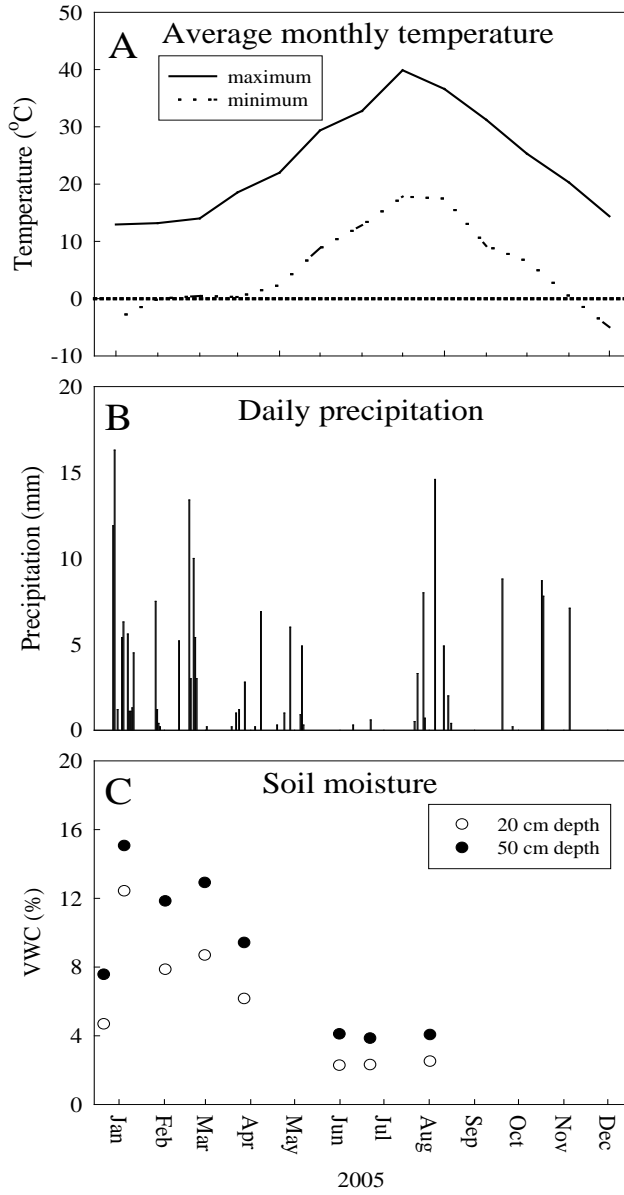 A
Average monthly temperature
maximum
minimum
Temperature (°C)
50
40
30
20
10
0
-10
B
Daily precipitation
Precipitation (mm)
20
15
10
5
0
C
Soil moisture
20 cm depth
50 cm depth
VWC (%)
20
16
12
8
4
0
Jan
Feb
Mar
Apr
May
Jun
Jul
Aug
Sep
Oct
Nov
Dec
2005